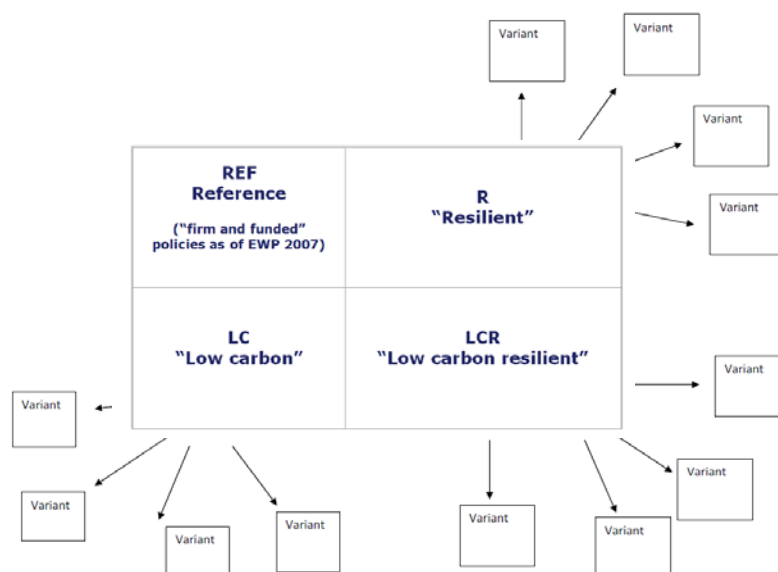 Variant
Variant
Variant
Variant
REF
Reference
(“firm and funded”
policies as of EWP 2007)
R
“Resilient”
LC
“Low carbon”
LCR
“Low carbon resilient”
Variant
Variant
Variant
Variant
Variant
Variant
Variant
Variant
Variant